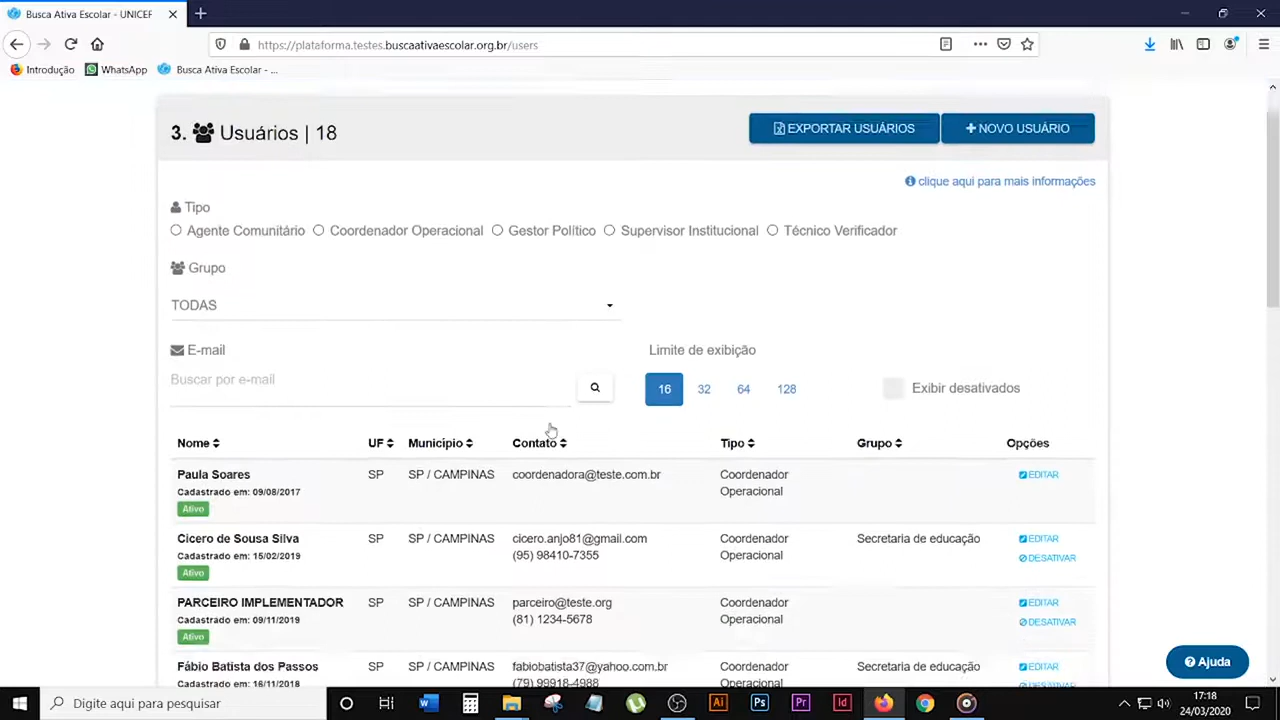 Busca Ativa Escolar - UNICEF
https://plataforma.testes.buscaativaescolar.org.br/users
Introdução WhatsApp Busca Ativa Escolar - ...
3. Usuários | 18
EXPORTAR USUÁRIOS
+ NOVO USUÁRIO
clique aqui para mais informações
Tipo
Agente Comunitário Coordenador Operacional Gestor Político Supervisor Institucional Técnico Verificador
Grupo
TODAS
E-mail Limite de exibição
Buscar por e-mail 16 32 64 128 Exibir desativados
Nome UF Município Contato Tipo Grupo Opções
Paula Soares SP SP / CAMPINAS coordenadora@teste.com.br Coordenador EDITAR
Cadastrado em: 09/08/2017 Operacional
Ativo
Cicero de Sousa Silva SP SP / CAMPINAS cicero.anjo81@gmail.com Coordenador Secretaria de educação EDITAR
Cadastrado em: 15/02/2019 (95) 98410-7355 Operacional DESATIVAR
Ativo
PARCEIRO IMPLEMENTADOR SP SP / CAMPINAS parceiro@teste.org Coordenador EDITAR
Cadastrado em: 09/11/2019 (81) 1234-5678 Operacional DESATIVAR
Ativo
Fábio Batista dos Passos SP SP / CAMPINAS fabiobatista37@yahoo.com.br Coordenador Secretaria de educação EDITAR
Cadastrado em: 16/11/2018 (79) 99918-4988 Operacional DESATIVAR
Ajuda
Digite aqui para pesquisar
17:18
24/03/2020